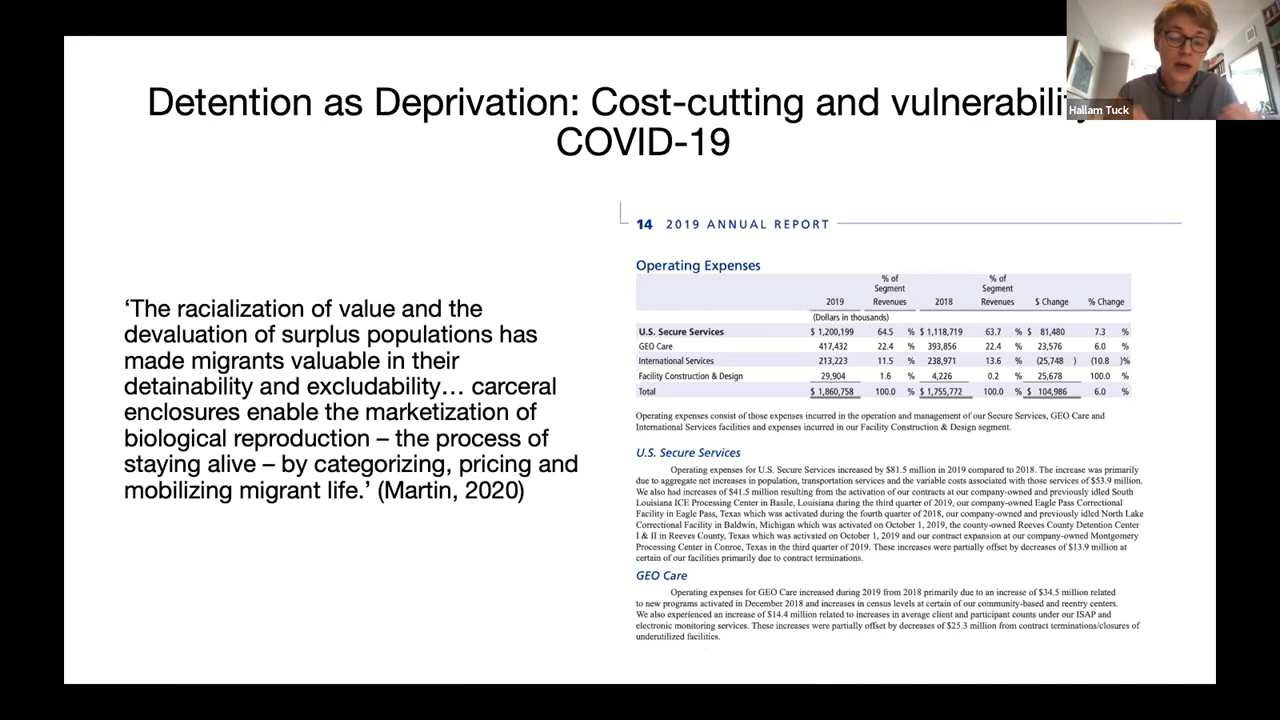 Hallam Tuck
Detention as Deprivation: Cost-cutting and vulnerabili
COVID-19
‘The racialization of value and the
devaluation of surplus populations has
made migrants valuable in their
detainability and excludability… carceral
enclosures enable the marketization of
biological reproduction – the process of
staying alive – by categorizing, pricing and
mobilizing migrant life.’ (Martin, 2020)
14 2019 ANNUAL REPORT
Operating Expenses
2019 % of Segment Revenues 2018 % of Segment Revenues $ Change % Change
(Dollars in thousands)
U.S. Secure Services $ 1,200,199 64.5 % $ 1,118,719 63.7 % $ 81,480 7.3 %
GEO Care 417,432 22.4 % 393,856 22.4 % 23,576 6.0 %
International Services 213,223 11.5 % 238,971 13.6 % (25,748 ) (10.8 )%
Facility Construction & Design 29,904 1.6 % 4,226 0.2 % 25,678 100.0 %
Total $ 1,860,758 100.0 % $ 1,755,772 100.0 % $ 104,986 6.0 %
Operating expenses consist of those expenses incurred in the operation and management of our Secure Services, GEO Care and
International Services facilities and expenses incurred in our Facility Construction & Design segment.
U.S. Secure Services
Operating expenses for U.S. Secure Services increased by $81.5 million in 2019 compared to 2018. The increase was primarily
due to aggregate net increases in population, transportation services and the variable costs associated with those services of $53.9 million.
We also had increases of $41.5 million resulting from the activation of our contracts at our company-owned and previously idled South
Louisiana ICE Processing Center in Basile, Louisiana during the third quarter of 2019, our company-owned Eagle Pass Correctional
Facility in Eagle Pass, Texas which was activated during the fourth quarter of 2018, our company-owned and previously idled North Lake
Correctional Facility in Baldwin, Michigan which was activated on October 1, 2019, the county-owned Reeves County Detention Center
I & II in Reeves County, Texas which was activated on October 1, 2019 and our contract expansion at our company-owned Montgomery
Processing Center in Conroe, Texas in the third quarter of 2019. These increases were partially offset by decreases of $13.9 million at
certain of our facilities primarily due to contract terminations.
GEO Care
Operating expenses for GEO Care increased during 2019 from 2018 primarily due to an increase of $34.5 million related
to new programs activated in December 2018 and increases in census levels at certain of our community-based and reentry centers.
We also experienced an increase of $14.4 million related to increases in average client and participant counts under our ISAP and
electronic monitoring services. These increases were partially offset by decreases of $25.3 million from contract terminations/closures of
underutilized facilities.